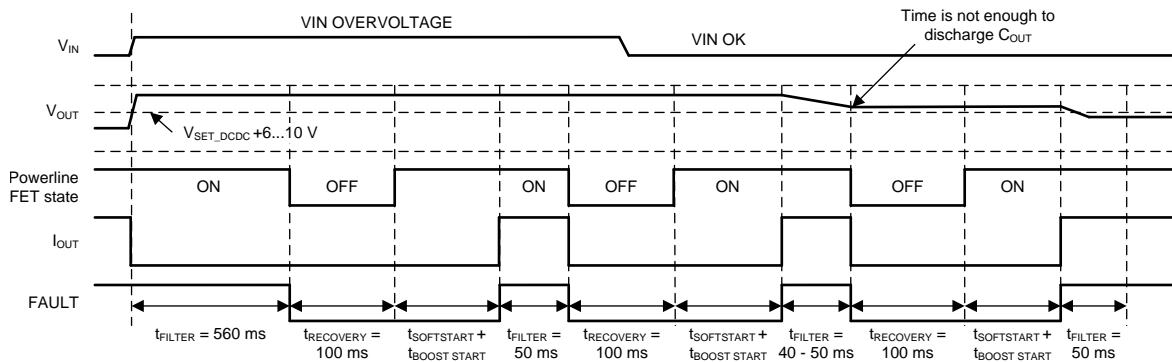 VIN OVERVOLTAGE
Time is not enough to
discharge COUT
VIN
VIN OK
VOUT
VSET_DCDC +6...10 V
Powerline
FET state
ON
OFF
ON
ON
OFF
ON
OFF
ON
IOUT
FAULT
tFILTER = 560 ms
tRECOVERY =
100 ms
tSOFTSTART +
tBOOST START
tFILTER =
50 ms
tRECOVERY =
100 ms
tSOFTSTART +
tBOOST START
tFILTER =
40 - 50 ms
tRECOVERY =
100 ms
tSOFTSTART +
tBOOST START
tFILTER =
50 ms